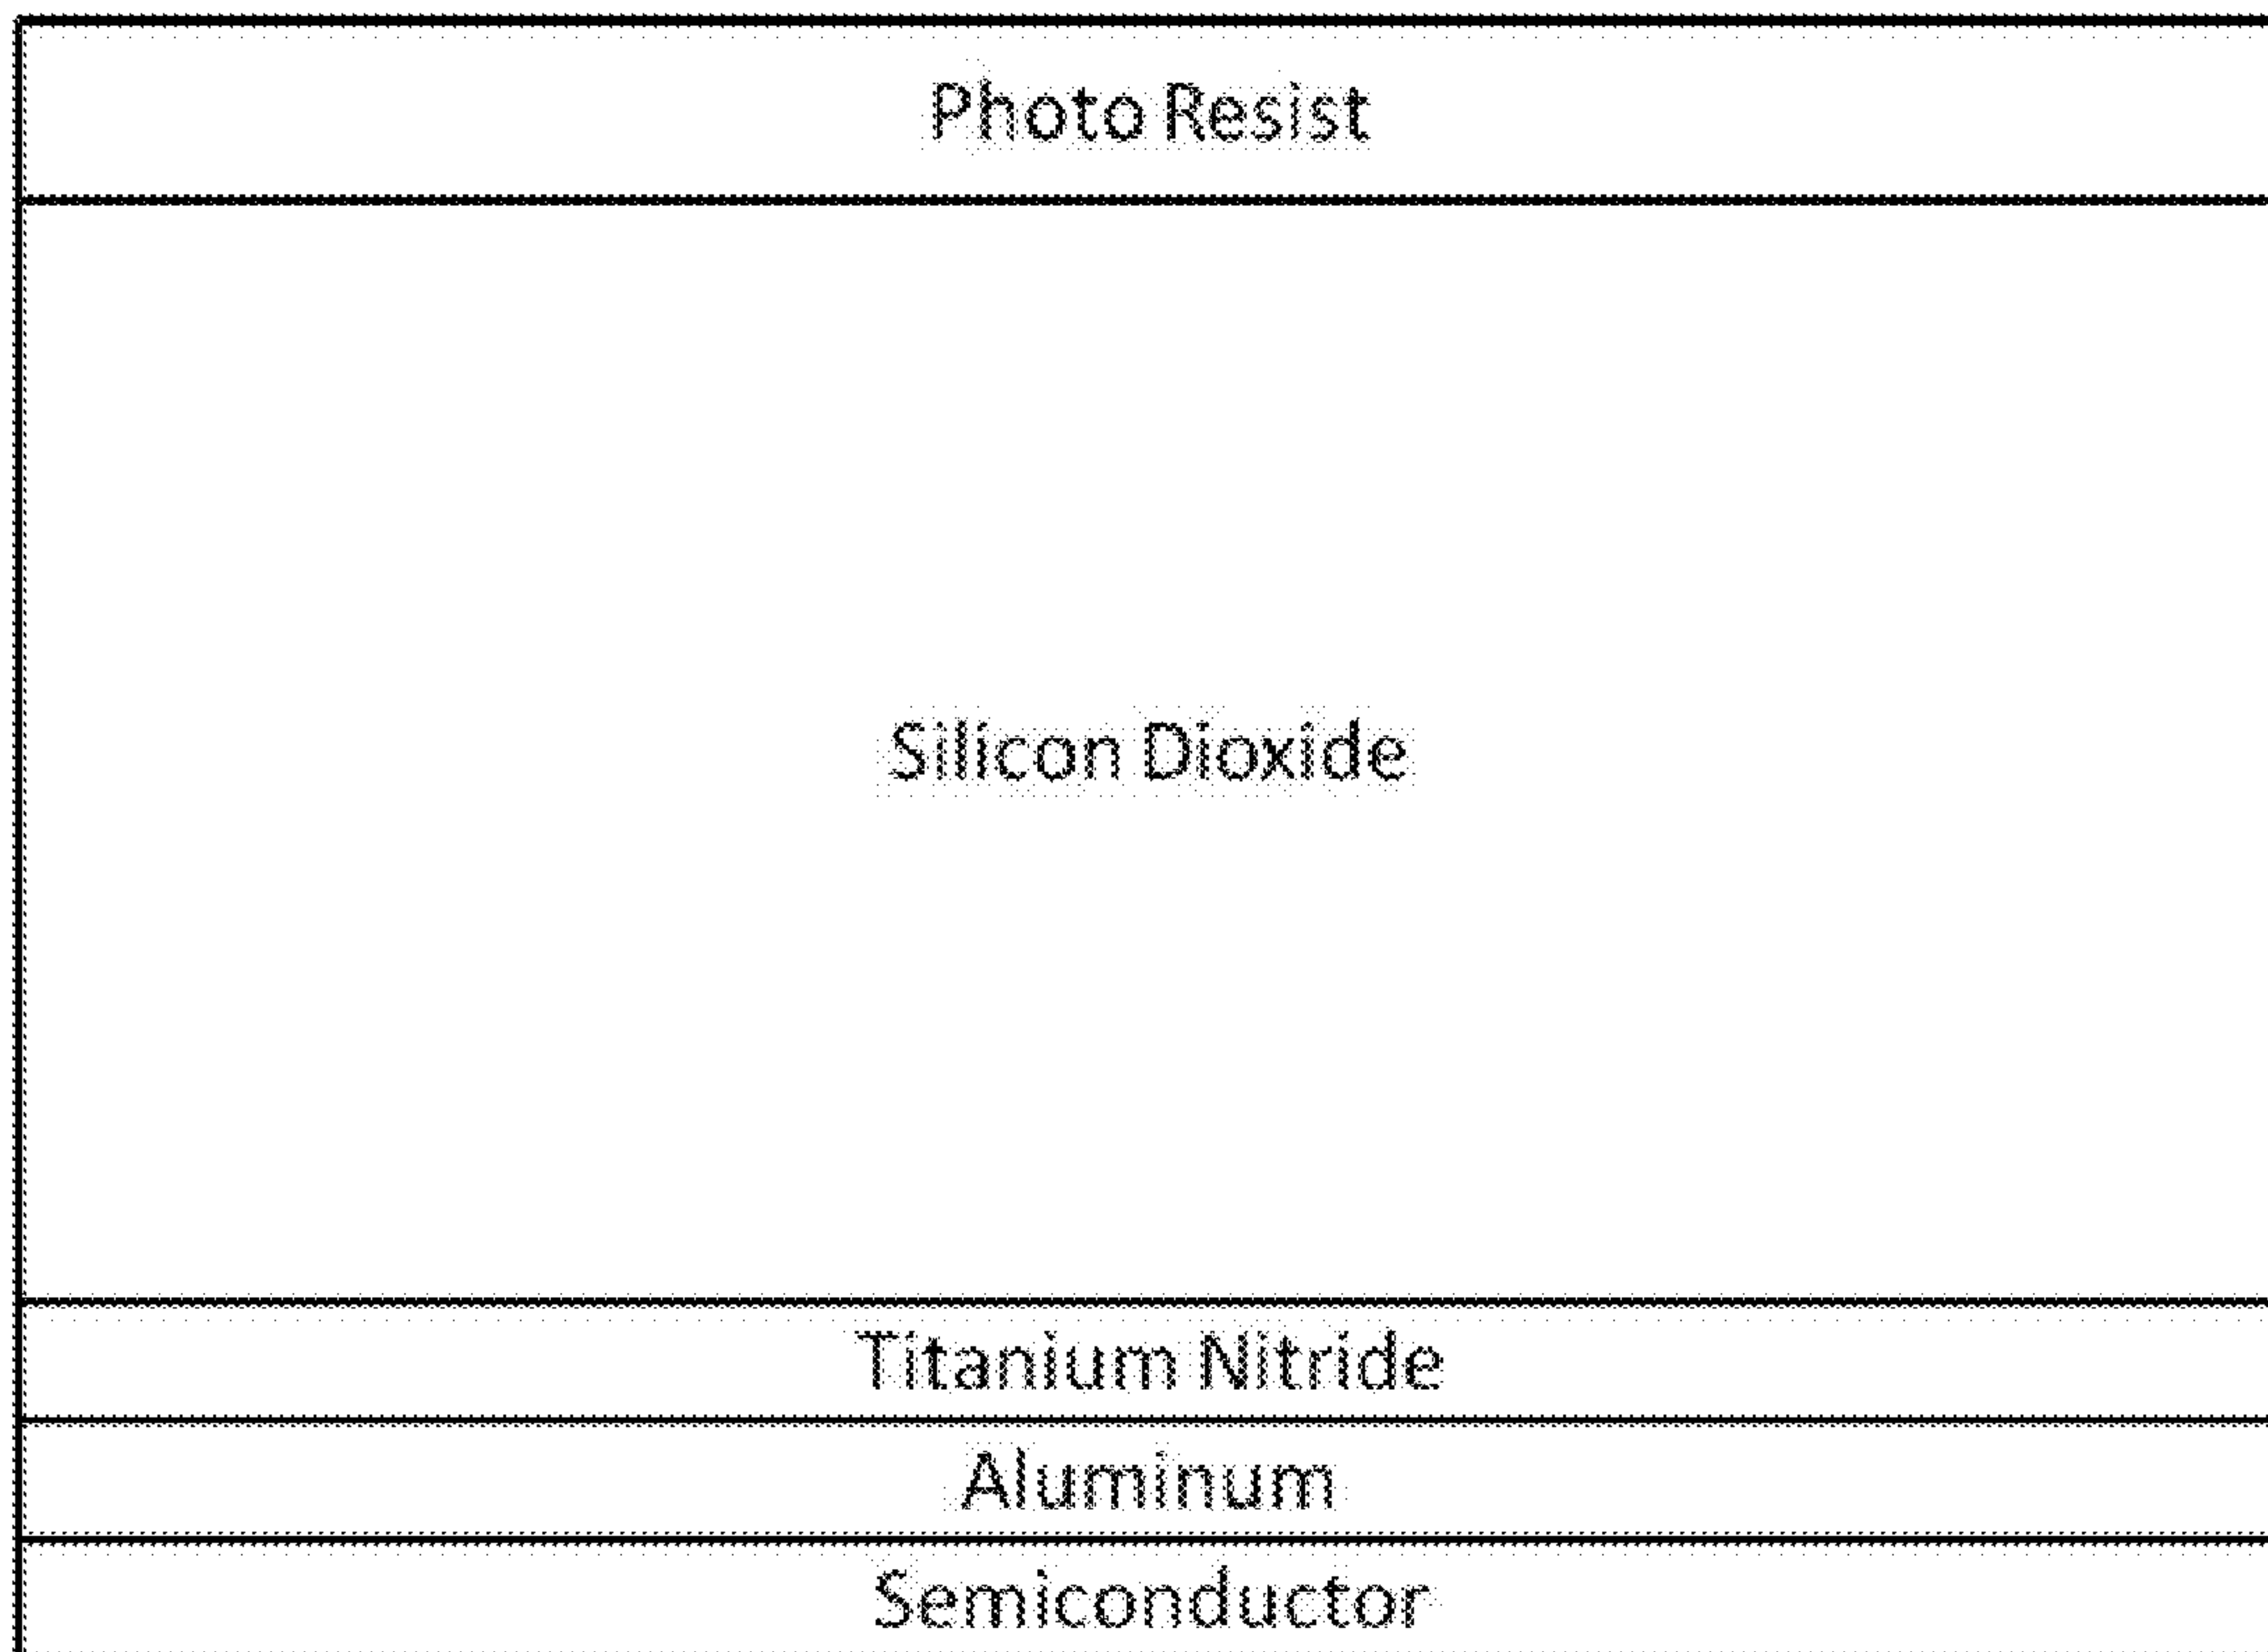 Photo Resist
Silicon Dioxide
Titanium Nitride
Aluminum
Semiconductor